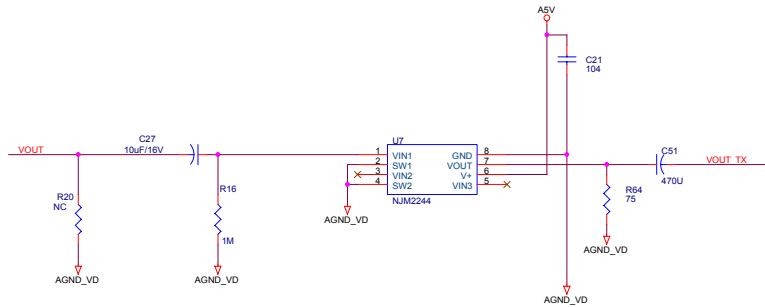 A5V
C21
104
C27
10uF/16V
U7
C51
VOUT
1
VIN1
GND
8
2
SW1
VOUT
7
3
VIN2
V+
6
4
SW2
VIN3
5
VOUT_TX
NJM2244
R20
NC
R16
1M
R64
75
470U
AGND_VD
AGND_VD
AGND_VD
AGND_VD
AGND_VD